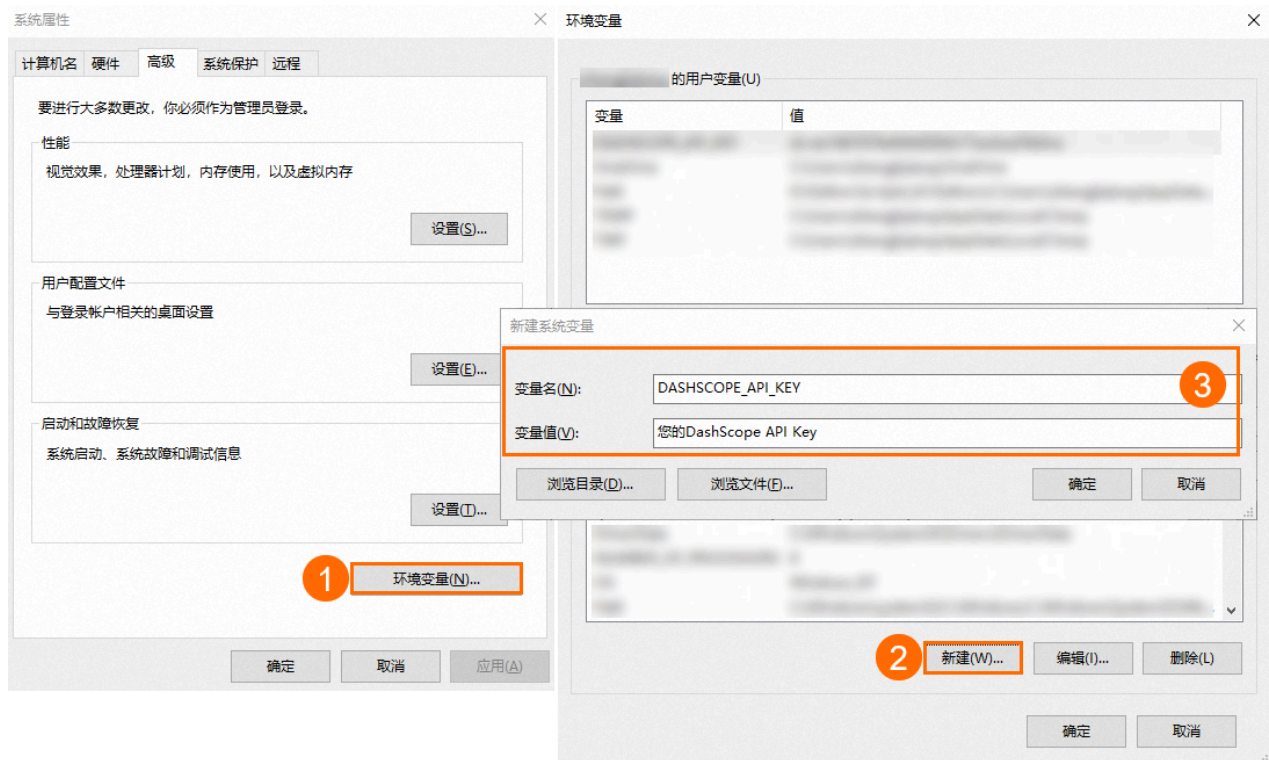 系统属性
计算机名 硬件 高级 系统保护 远程
要进行大多数更改，你必须作为管理员登录。
性能
视觉效果，处理器计划，内存使用，以及虚拟内存
设置(S)...
用户配置文件
与登录帐户相关的桌面设置
设置(E)...
启动和故障恢复
系统启动、系统故障和调试信息
设置(T)...
1
环境变量(N)...
确定 取消 应用(A)
环境变量
的用户变量(U)
变量 值
新建系统变量
变量名(N): DASHSCOPE_API_KEY
3
变量值(V): 您的DashScope API Key
浏览目录(D)... 浏览文件(F)... 确定 取消
2
新建(W)... 编辑(I)... 删除(L)
确定 取消